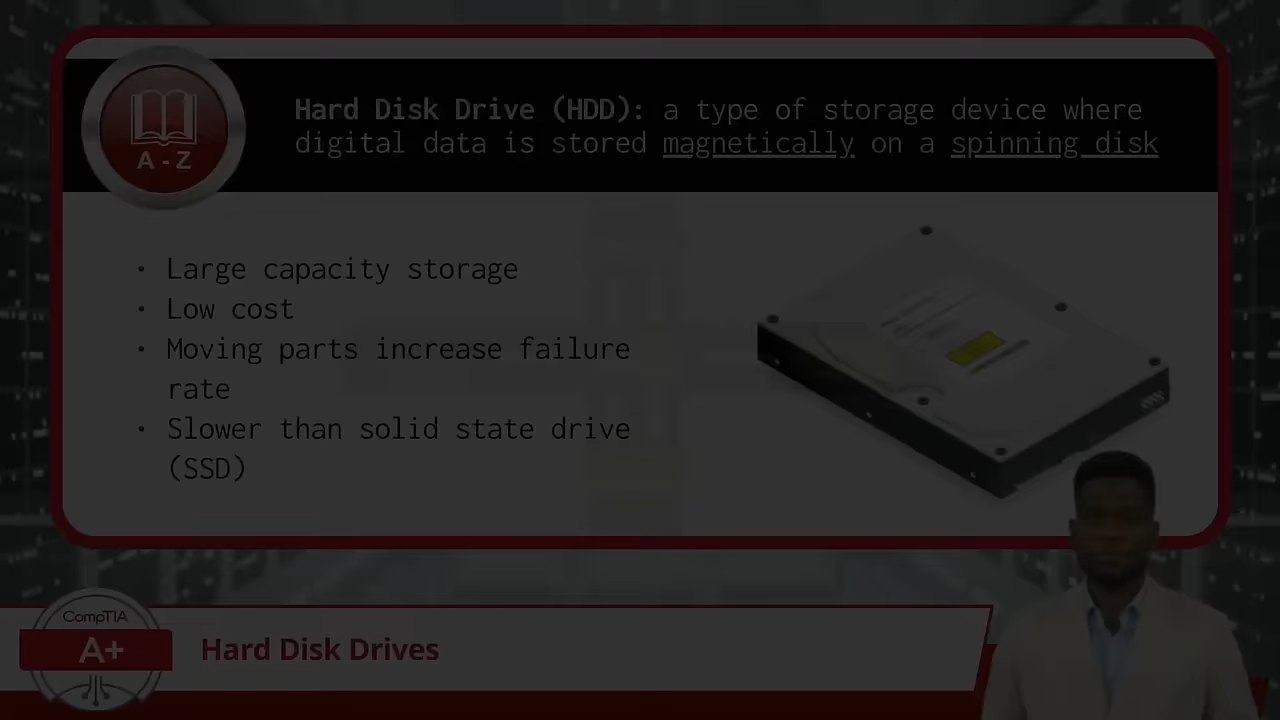 Hard Disk Drive (HDD): a type of storage device where
digital data is stored magnetically on a spinning disk
A - Z
• Large capacity storage
• Low cost
• Moving parts increase failure
rate
• Slower than solid state drive
(SSD)
CompTIA
A+
Hard Disk Drives